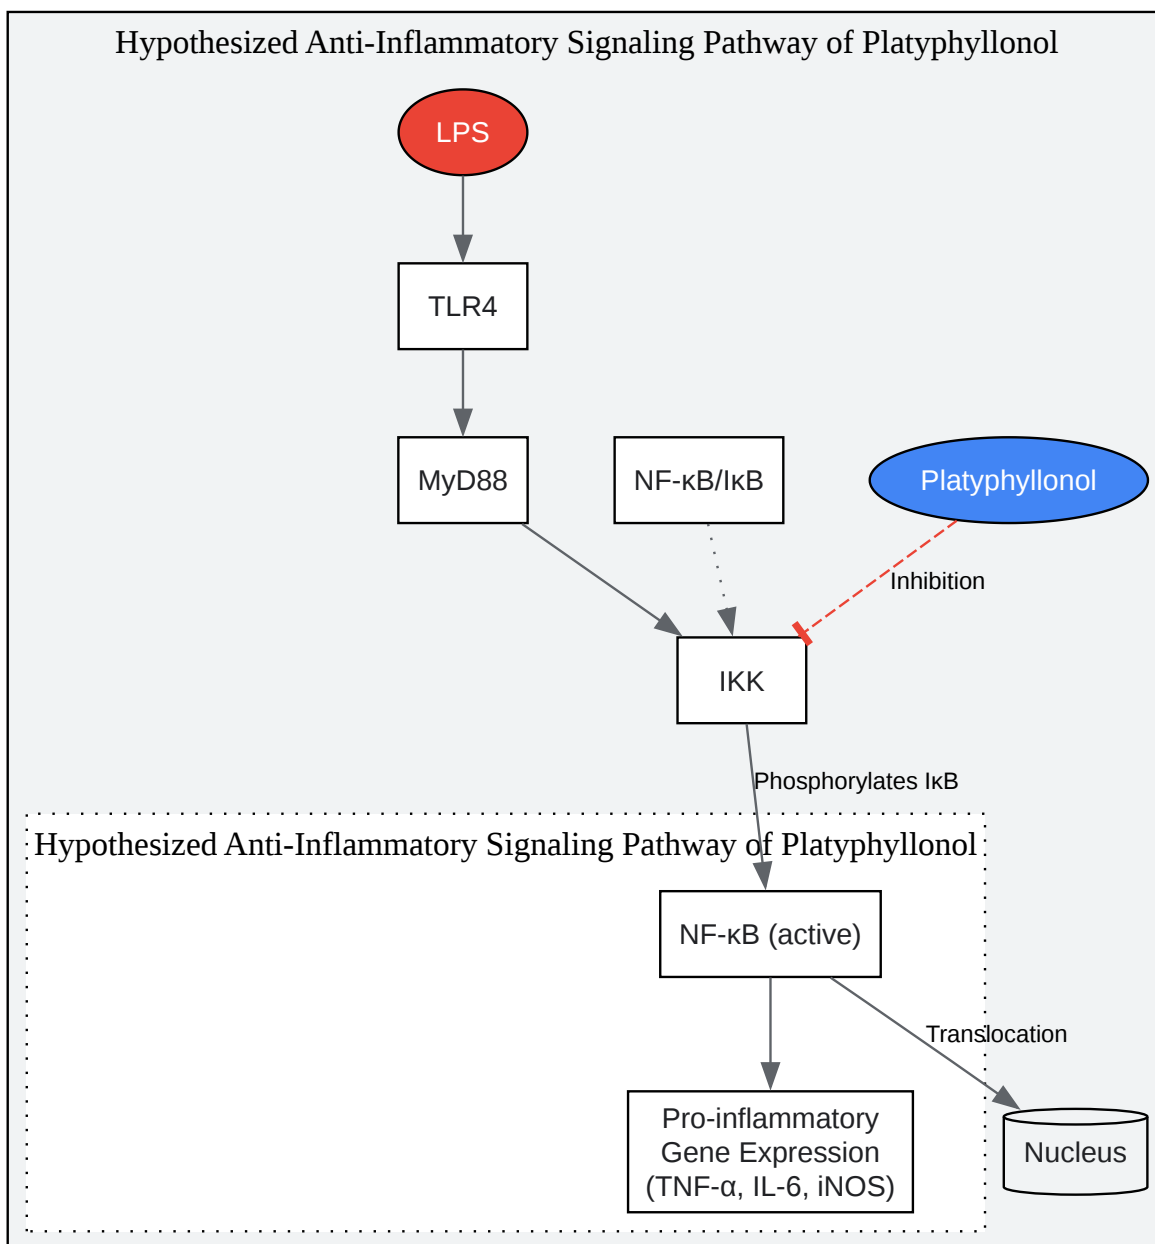 Hypothesized Anti-Inflammatory Signaling Pathway of Platyphyllonol
LPS
TLR4
MyD88
NF-κB/IκB
Platyphyllonol
Inhibition
IKK
Phosphorylates IκB
Hypothesized Anti-Inflammatory Signaling Pathway of Platyphyllonol
NF-κB (active)
Translocation
Pro-inflammatory
Gene Expression
(TNF-α, IL-6, iNOS)
Nucleus